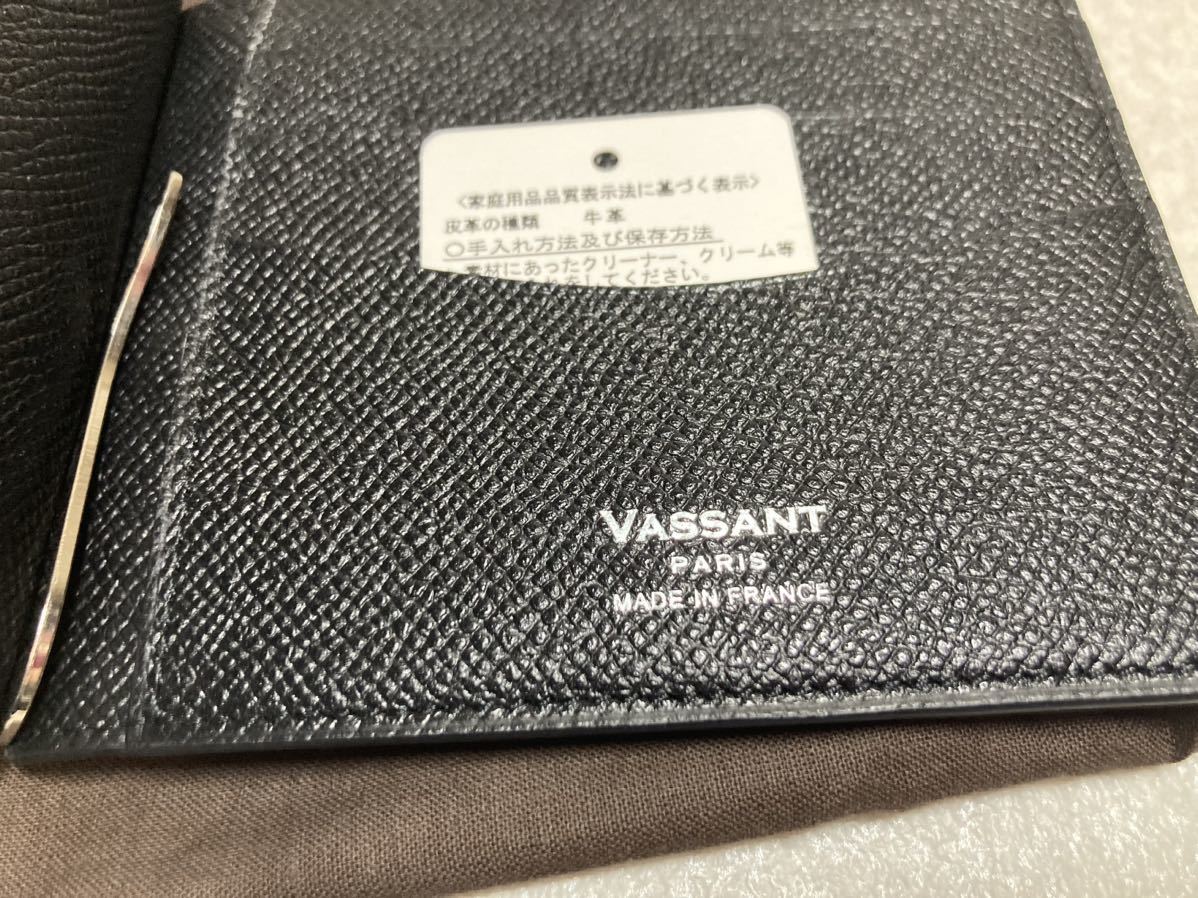 <家庭用品品質表示法に基づく表示>
皮革の種類 牛革
○手入れ方法及び保存方法
素材にあったクリーナー、クリーム等
してください。
VASSANT
PARIS
MADE IN FRANCE